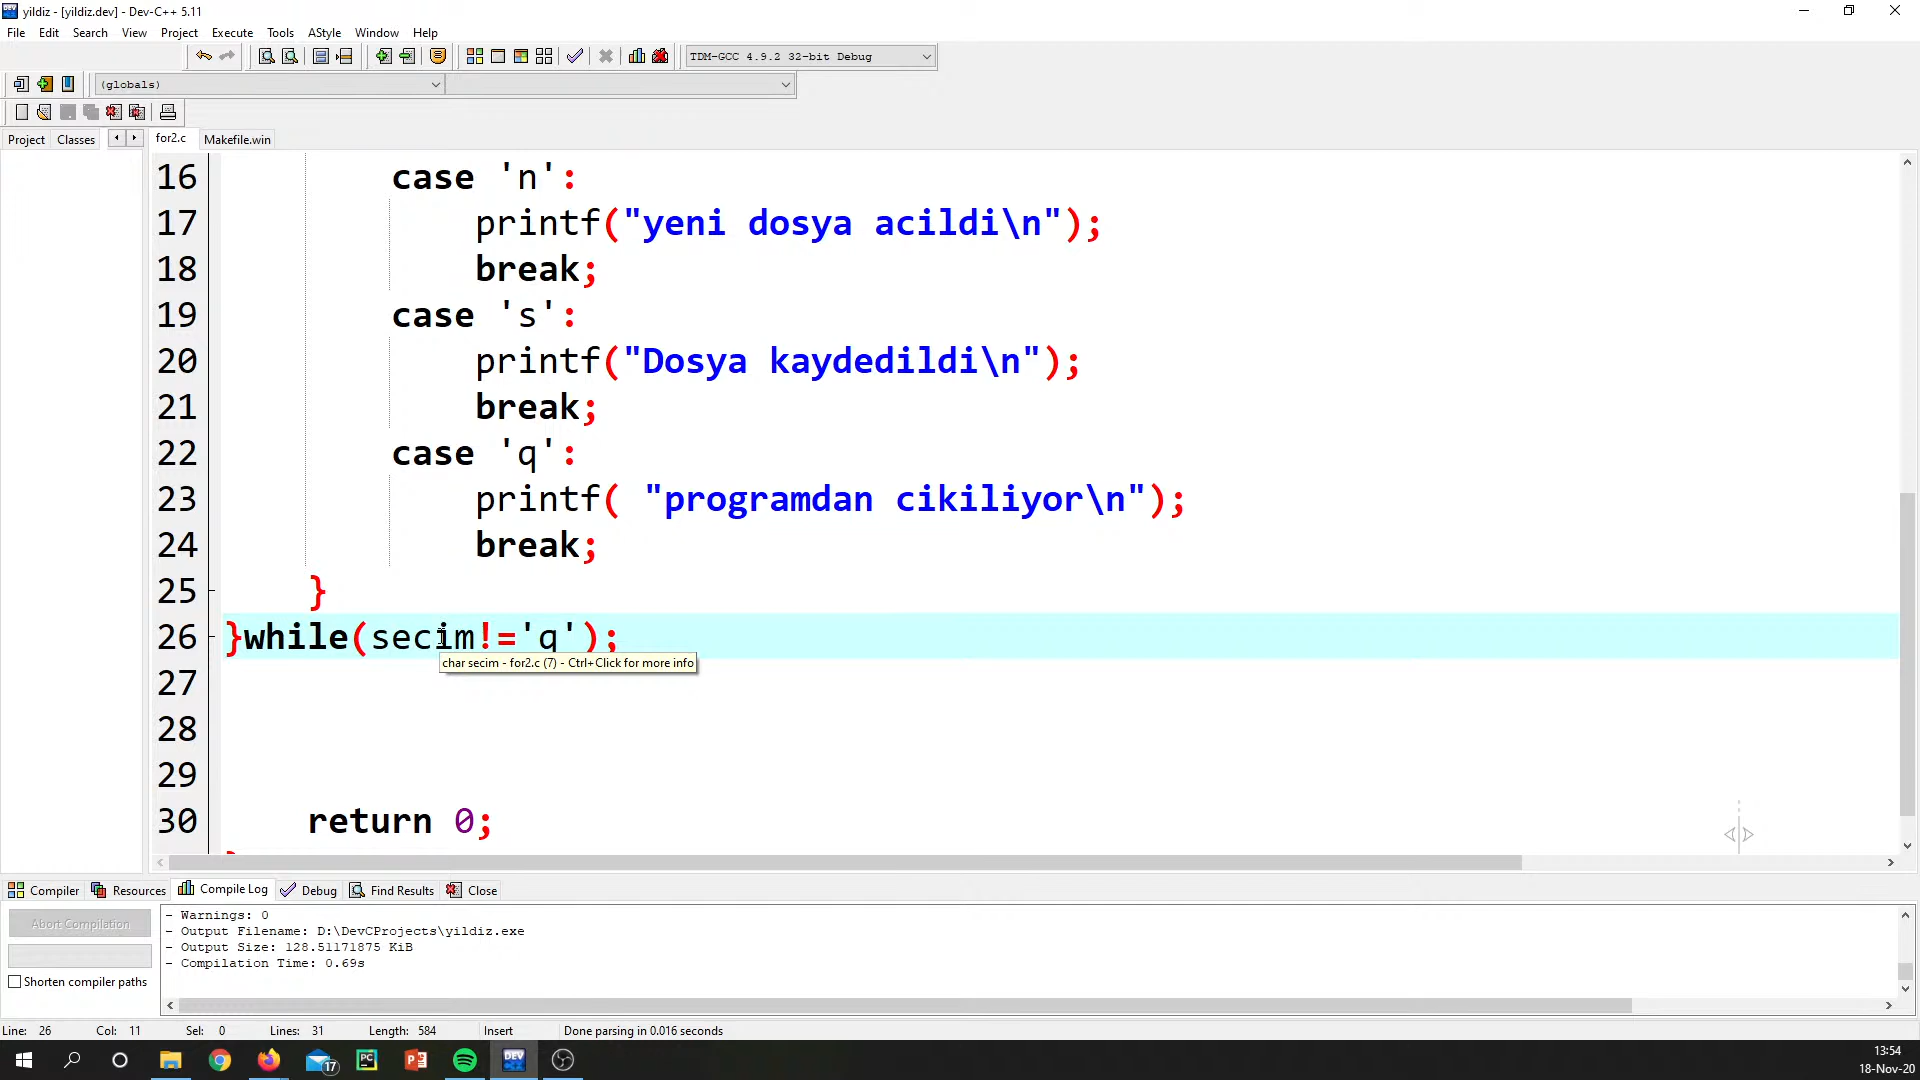 yildiz - [yildiz.dev] - Dev-C++ 5.11
File Edit Search View Project Execute Tools AStyle Window Help
TDM-GCC 4.9.2 32-bit Debug
(globals)
Project Classes for2.c Makefile.win
16 case 'n':
17 printf("yeni dosya acildi\n");
18 break;
19 case 's':
20 printf("Dosya kaydedildi\n");
21 break;
22 case 'q':
23 printf( "programdan cikiliyor\n");
24 break;
25 }
26 }while(secim!='q');
char secim - for2.c (7) - Ctrl+Click for more info
27
28
29
30 return 0;
Compiler Resources Compile Log Debug Find Results Close
Abort Compilation
Shorten compiler paths
- Warnings: 0
- Output Filename: D:\DevCProjects\yildiz.exe
- Output Size: 128.51171875 KiB
- Compilation Time: 0.69s
Line: 26 Col: 11 Sel: 0 Lines: 31 Length: 584 Insert Done parsing in 0.016 seconds
17
PC
P
DEV
13:54
18-Nov-20